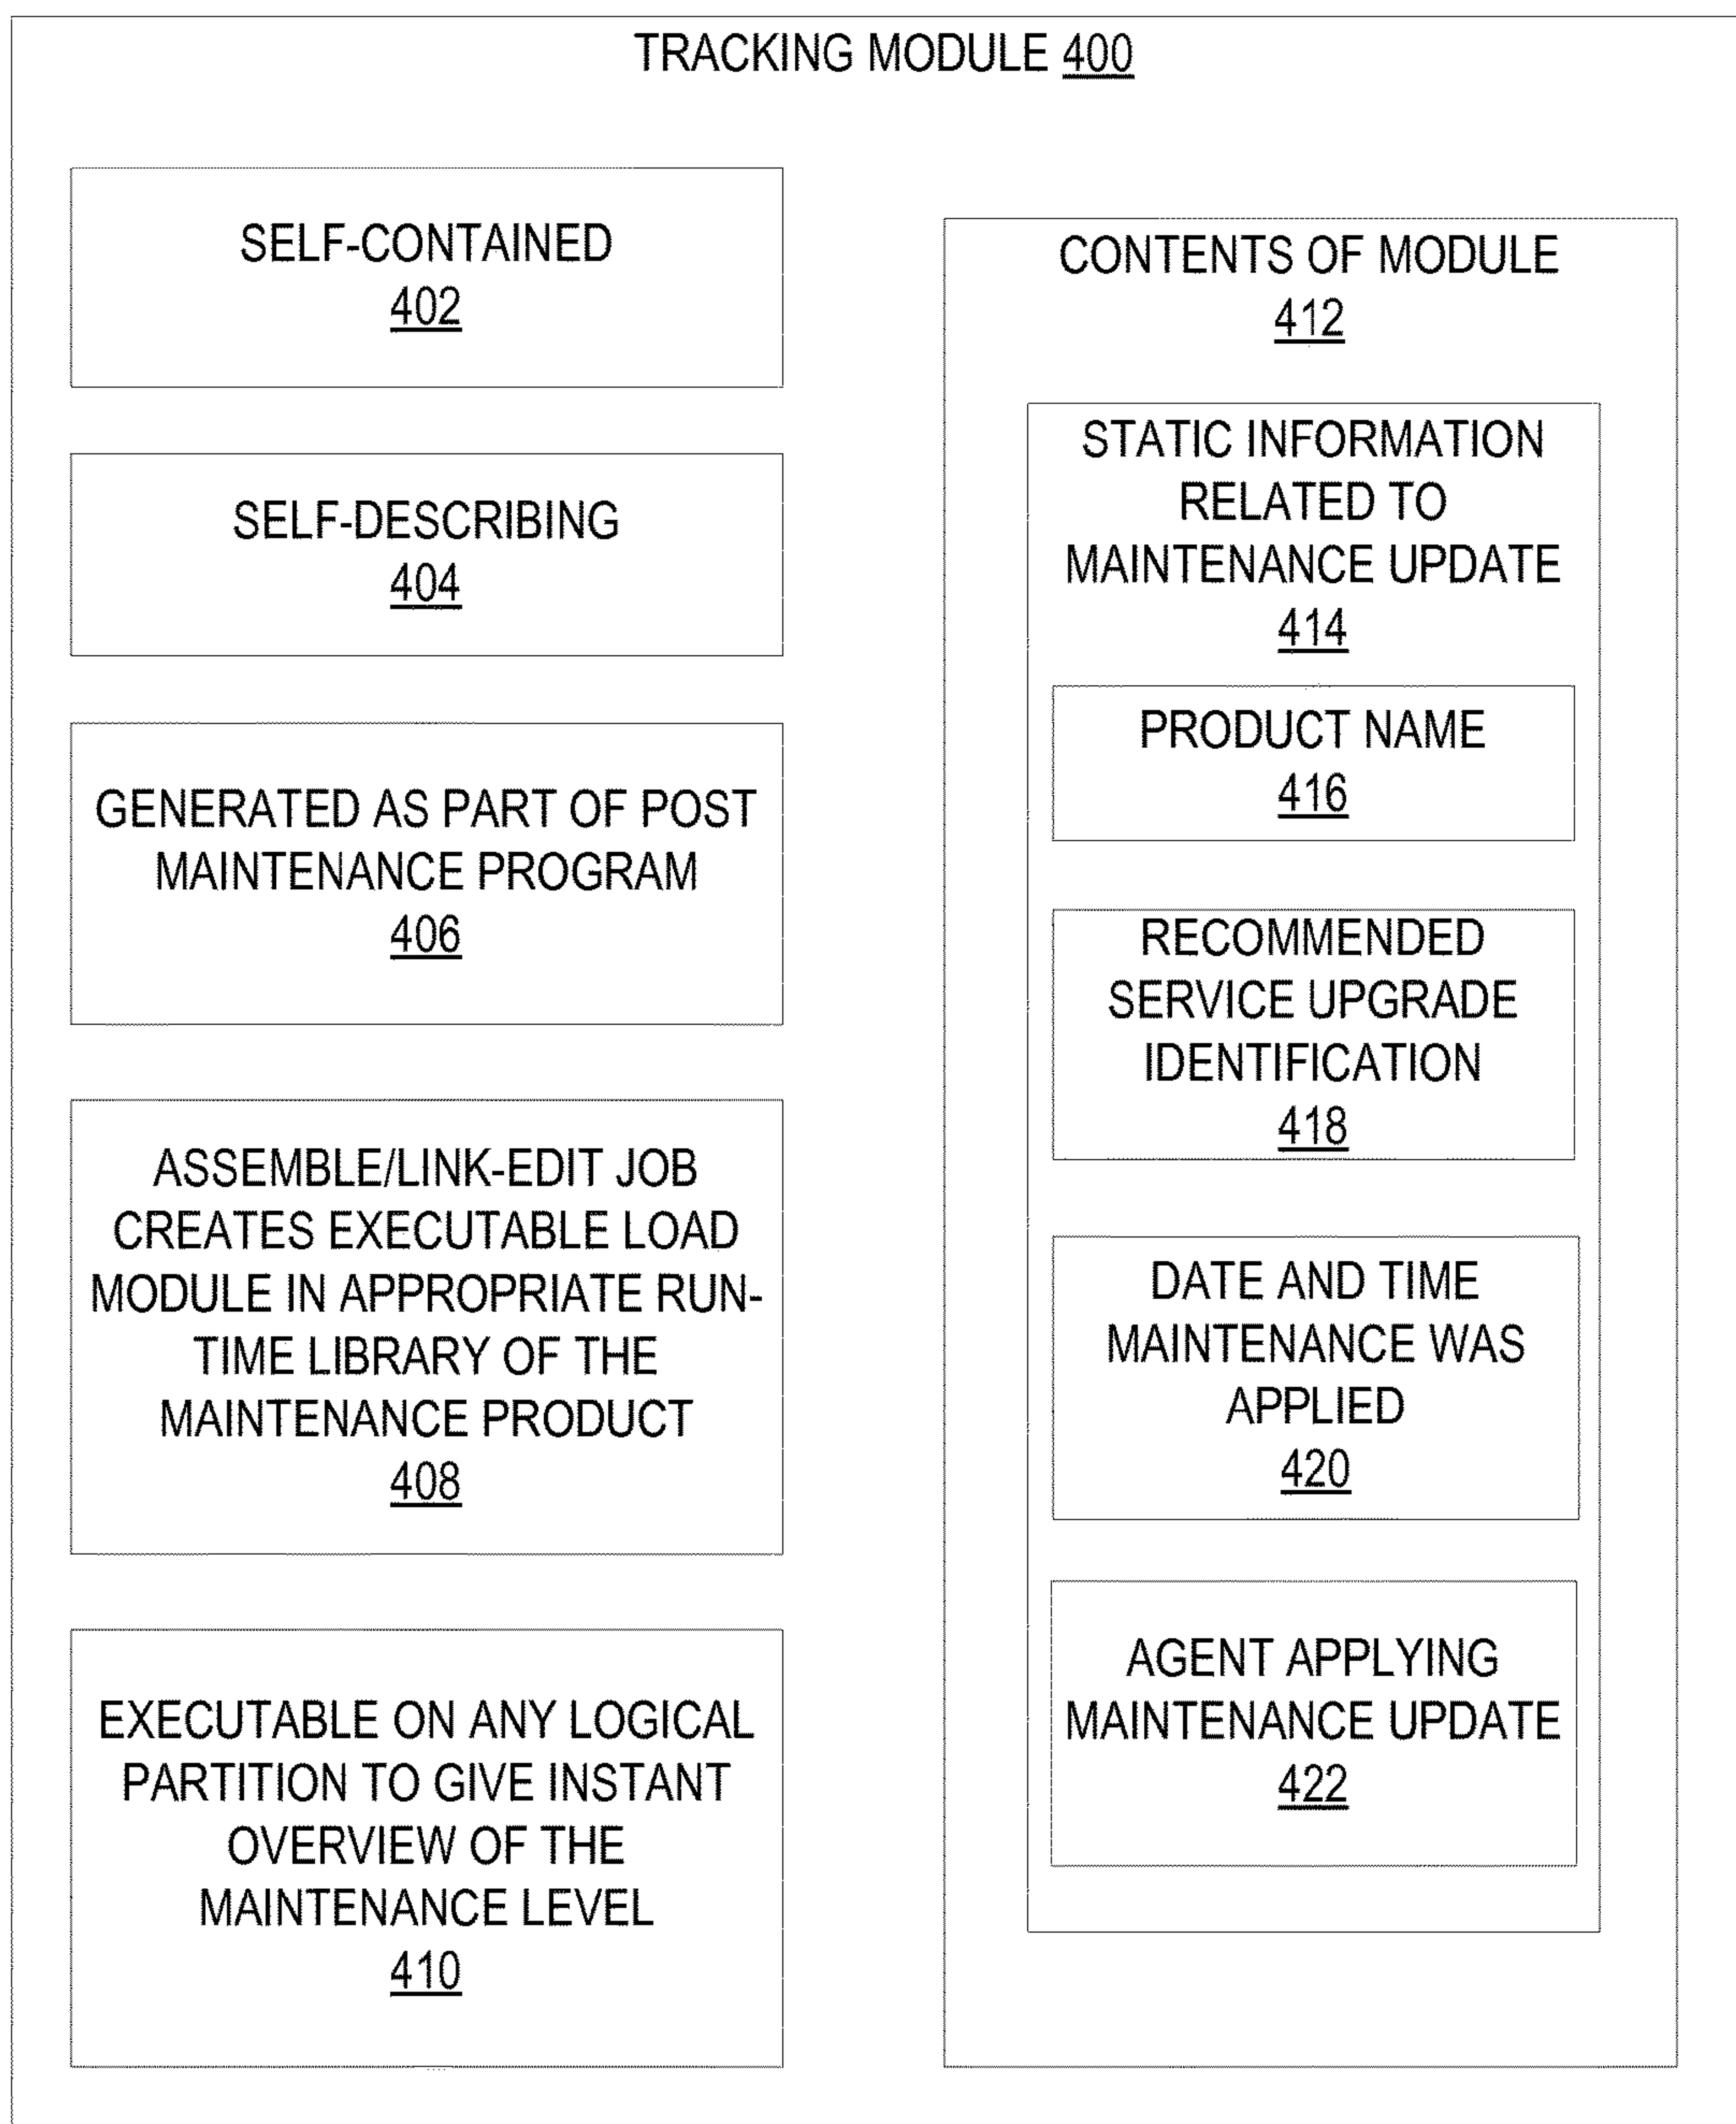 TRACKING MODULE 400
SELF-CONTAINED
402
SELF-DESCRIBING
404
GENERATED AS PART OF POST
MAINTENANCE PROGRAM
406
ASSEMBLE/LINK-EDIT JOB
CREATES EXECUTABLE LOAD
MODULE IN APPROPRIATE RUN-
TIME LIBRARY OF THE
MAINTENANCE PRODUCT
408
EXECUTABLE ON ANY LOGICAL
PARTITION TO GIVE INSTANT
OVERVIEW OF THE
MAINTENANCE LEVEL
410
CONTENTS OF MODULE
412
STATIC INFORMATION
RELATED TO
MAINTENANCE UPDATE
414
PRODUCT NAME
416
RECOMMENDED
SERVICE UPGRADE
IDENTIFICATION
418
DATE AND TIME
MAINTENANCE WAS
APPLIED
420
AGENT APPLYING
MAINTENANCE UPDATE
422